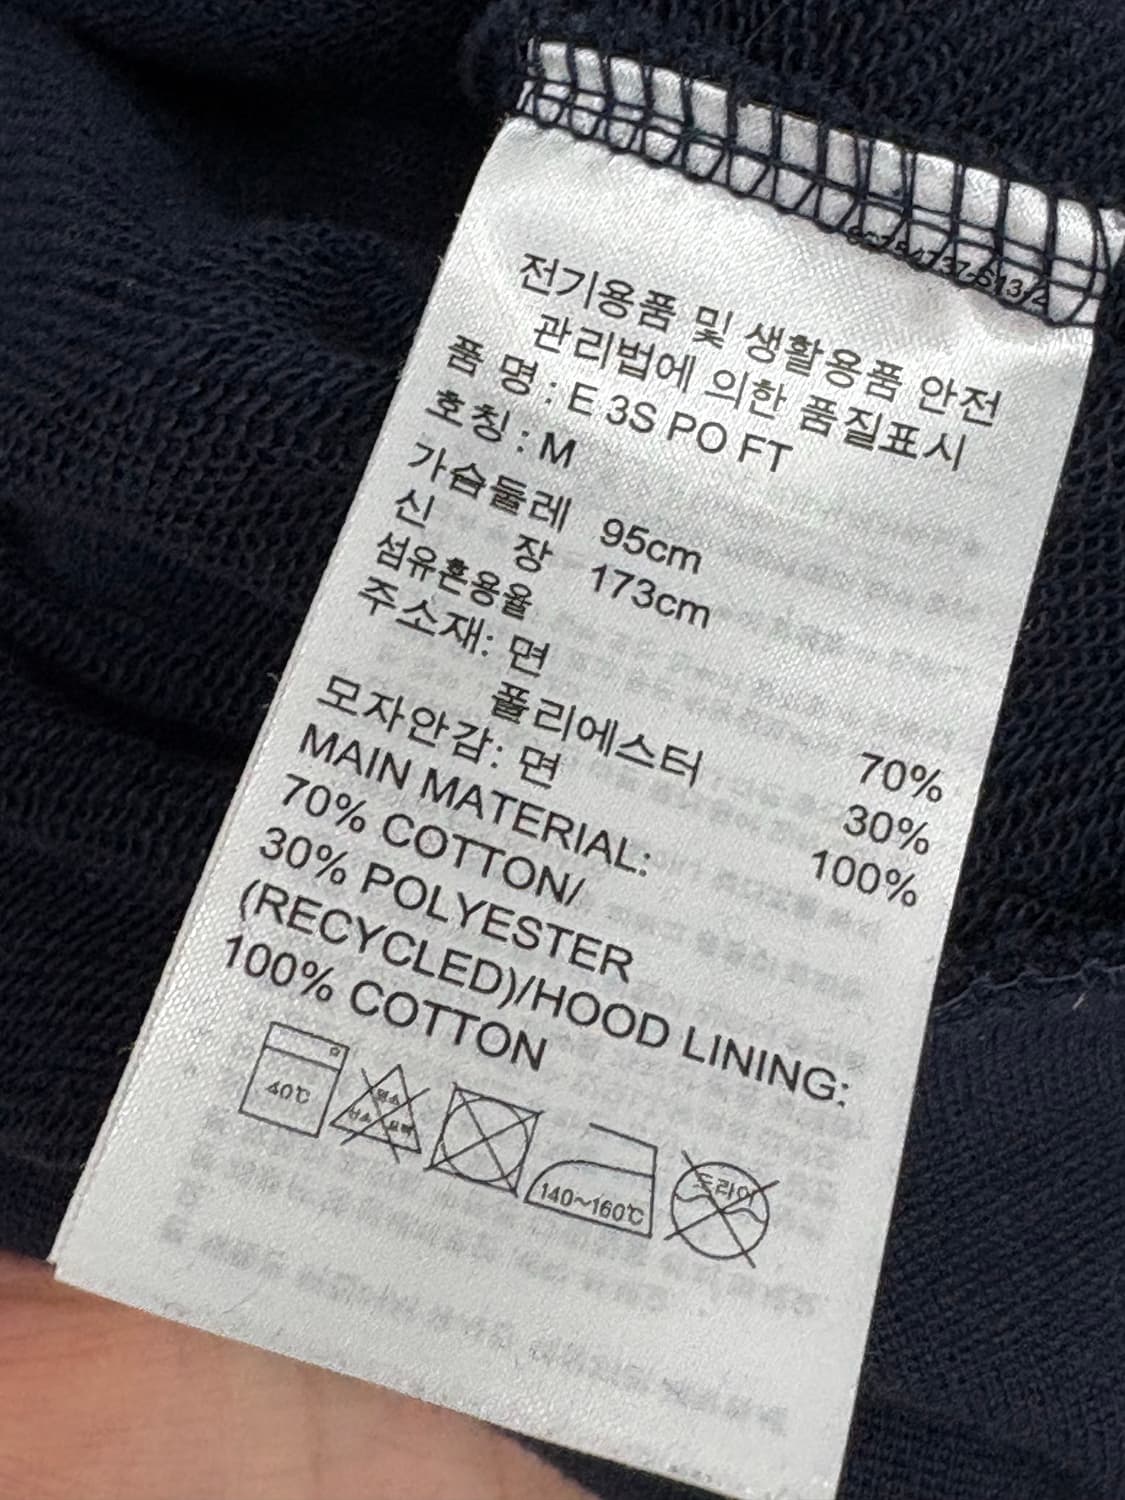 전기용품 및 생활용품 안전
관리법에 의한 품질표시
품 명 : E 3S PO FT
호칭 : M
가슴둘레 95cm
신 장 173cm
섬유혼용율
주소재: 면 70%
폴리에스터 30%
모자안감: 면 100%
MAIN MATERIAL:
70% COTTON/
30% POLYESTER
(RECYCLED)/HOOD LINING:
100% COTTON
40℃
140~160℃
드라이